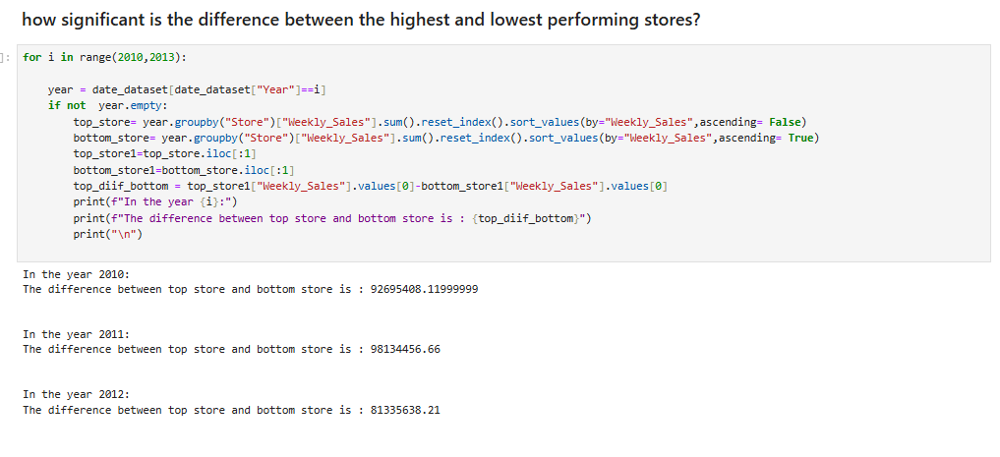 how significant is the difference between the highest and lowest performing stores?
]: for i in range(2010,2013):
year = date_dataset[date_dataset["Year"]==i]
if not  year.empty:
top_store= year.groupby("Store")["Weekly_Sales"].sum().reset_index().sort_values(by="Weekly_Sales",ascending= False)
bottom_store= year.groupby("Store")["Weekly_Sales"].sum().reset_index().sort_values(by="Weekly_Sales",ascending= True)
top_store1=top_store.iloc[:1]
bottom_store1=bottom_store.iloc[:1]
top_diif_bottom = top_store1["Weekly_Sales"].values[0]-bottom_store1["Weekly_Sales"].values[0]
print(f"In the year {i}:")
print(f"The difference between top store and bottom store is : {top_diif_bottom}")
print("\n")
In the year 2010:
The difference between top store and bottom store is : 92695408.11999999
In the year 2011:
The difference between top store and bottom store is : 98134456.66
In the year 2012:
The difference between top store and bottom store is : 81335638.21